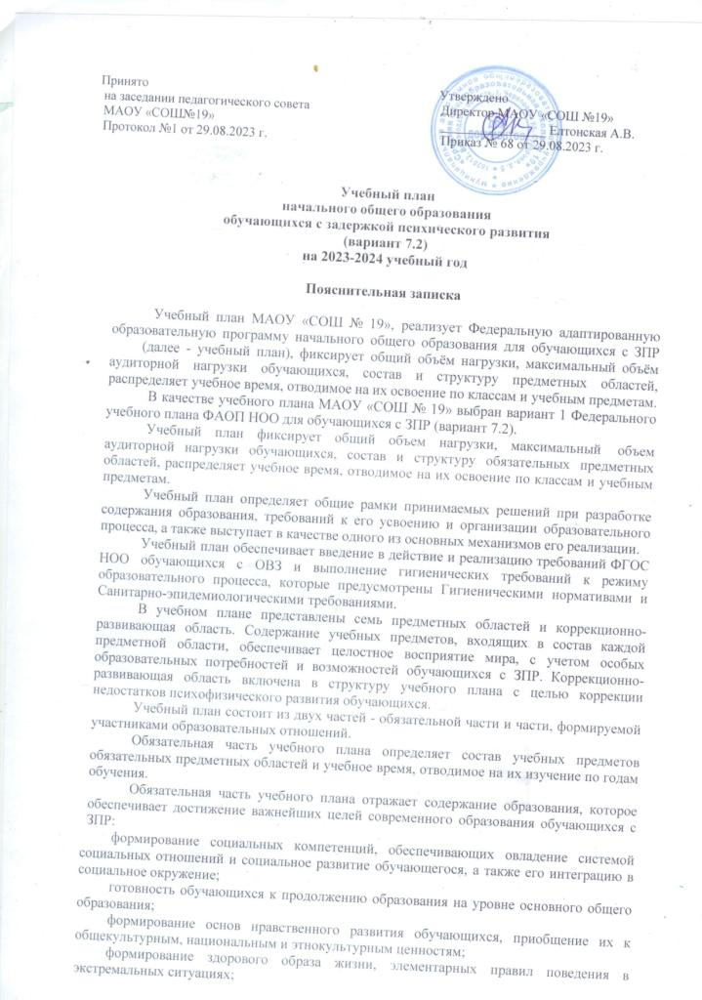 Принято
на заседании педагогического совета
МАОУ «СОШ№19»
Протокол №1 от 29.08.2023 г.
Утверждено
Директор МАОУ «СОШ №19»
Елтонская А.В.
Приказ № 68 от 29.08.2023 г.
Учебный план
начального общего образования
обучающихся с задержкой психического развития
(вариант 7.2)
на 2023-2024 учебный год
Пояснительная записка
Учебный план МАОУ «СОШ № 19», реализует Федеральную адаптированную
образовательную программу начального общего образования для обучающихся с ЗПР
(далее - учебный план), фиксирует общий объём нагрузки, максимальный объём
аудиторной нагрузки обучающихся, состав и структуру предметных областей,
распределяет учебное время, отводимое на их освоение по классам и учебным предметам.
В качестве учебного плана МАОУ «СОШ № 19» выбран вариант 1 Федерального
учебного плана ФАОП НОО для обучающихся с ЗПР (вариант 7.2).
Учебный план фиксирует общий объем нагрузки, максимальный объем
аудиторной нагрузки обучающихся, состав и структуру обязательных предметных
областей, распределяет учебное время, отводимое на их освоение по классам и учебным
предметам.
Учебный план определяет общие рамки принимаемых решений при разработке
содержания образования, требований к его усвоению и организации образовательного
процесса, а также выступает в качестве одного из основных механизмов его реализации.
Учебный план обеспечивает введение в действие и реализацию требований ФГОС
НОО обучающихся с ОВЗ и выполнение гигиенических требований к режиму
образовательного процесса, которые предусмотрены Гигиеническими нормативами и
Санитарно-эпидемиологическими требованиями.
В учебном плане представлены семь предметных областей и коррекционно-
развивающая область. Содержание учебных предметов, входящих в состав каждой
предметной области, обеспечивает целостное восприятие мира, с учетом особых
образовательных потребностей и возможностей обучающихся с ЗПР. Коррекционно-
развивающая область включена в структуру учебного плана с целью коррекции
недостатков психофизического развития обучающихся.
Учебный план состоит из двух частей - обязательной части и части, формируемой
участниками образовательных отношений.
Обязательная часть учебного плана определяет состав учебных предметов
обязательных предметных областей и учебное время, отводимое на их изучение по годам
обучения.
Обязательная часть учебного плана отражает содержание образования, которое
обеспечивает достижение важнейших целей современного образования обучающихся с
ЗПР:
формирование социальных компетенций, обеспечивающих овладение системой
социальных отношений и социальное развитие обучающегося, а также его интеграцию в
социальное окружение;
готовность обучающихся к продолжению образования на уровне основного общего
образования;
формирование основ нравственного развития обучающихся, приобщение их к
общекультурным, национальным и этнокультурным ценностям;
формирование здорового образа жизни, элементарных правил поведения в
экстремальных ситуациях;